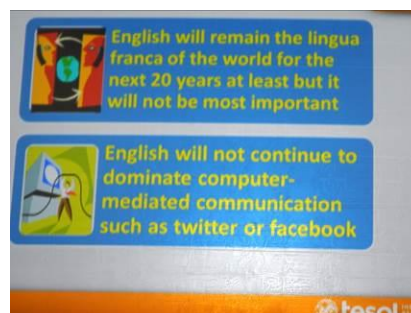 English will remain the lingua
franca of the world for the
next 20 years at least but it
will not be most important
English will not continue to
dominate computer-
mediated communication
such as twitter or facebook
tesol